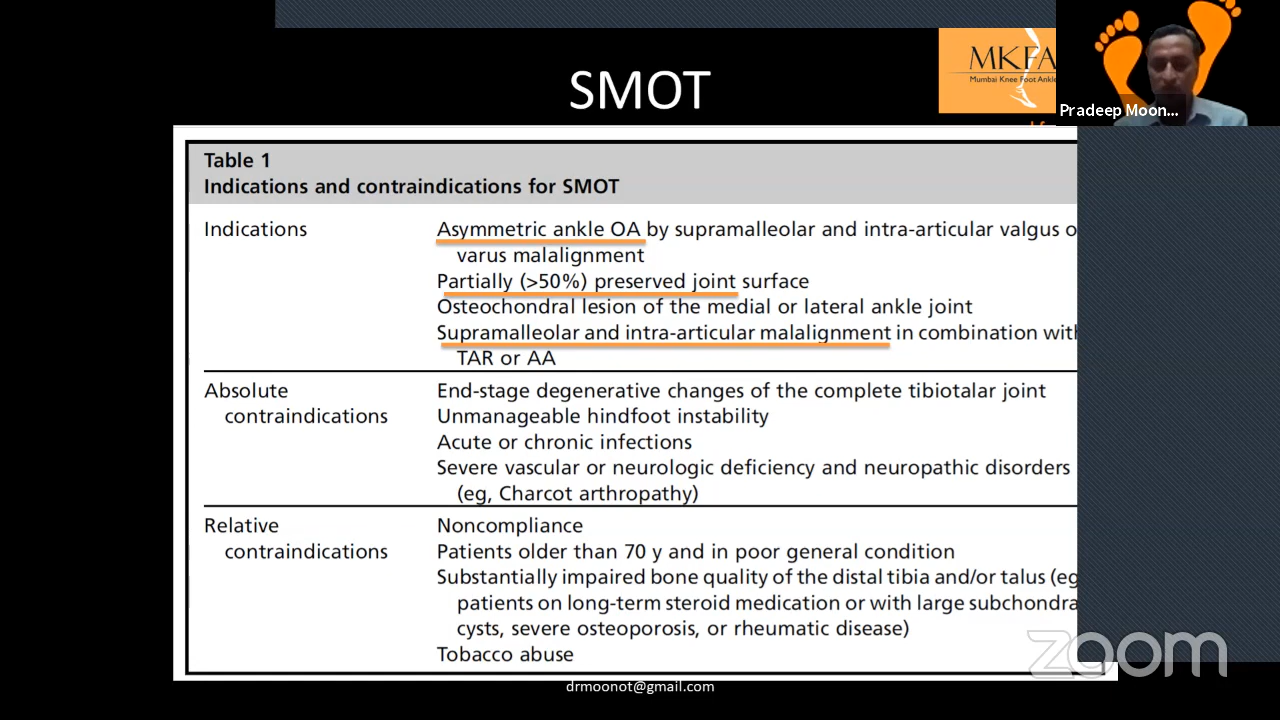 SMOT
MKFA
Mumbai Knee Foot Ankle
Pradeep Moon...
Table 1
Indications and contraindications for SMOT
Indications
Asymmetric ankle OA by supramalleolar and intra-articular valgus o
varus malalignment
Partially (>50%) preserved joint surface
Osteochondral lesion of the medial or lateral ankle joint
Supramalleolar and intra-articular malalignment in combination with
TAR or AA
Absolute
contraindications
End-stage degenerative changes of the complete tibiotalar joint
Unmanageable hindfoot instability
Acute or chronic infections
Severe vascular or neurologic deficiency and neuropathic disorders
(eg, Charcot arthropathy)
Relative
contraindications
Noncompliance
Patients older than 70 y and in poor general condition
Substantially impaired bone quality of the distal tibia and/or talus (eg
patients on long-term steroid medication or with large subchondra
cysts, severe osteoporosis, or rheumatic disease)
Tobacco abuse
zoom
drmoonot@gmail.com